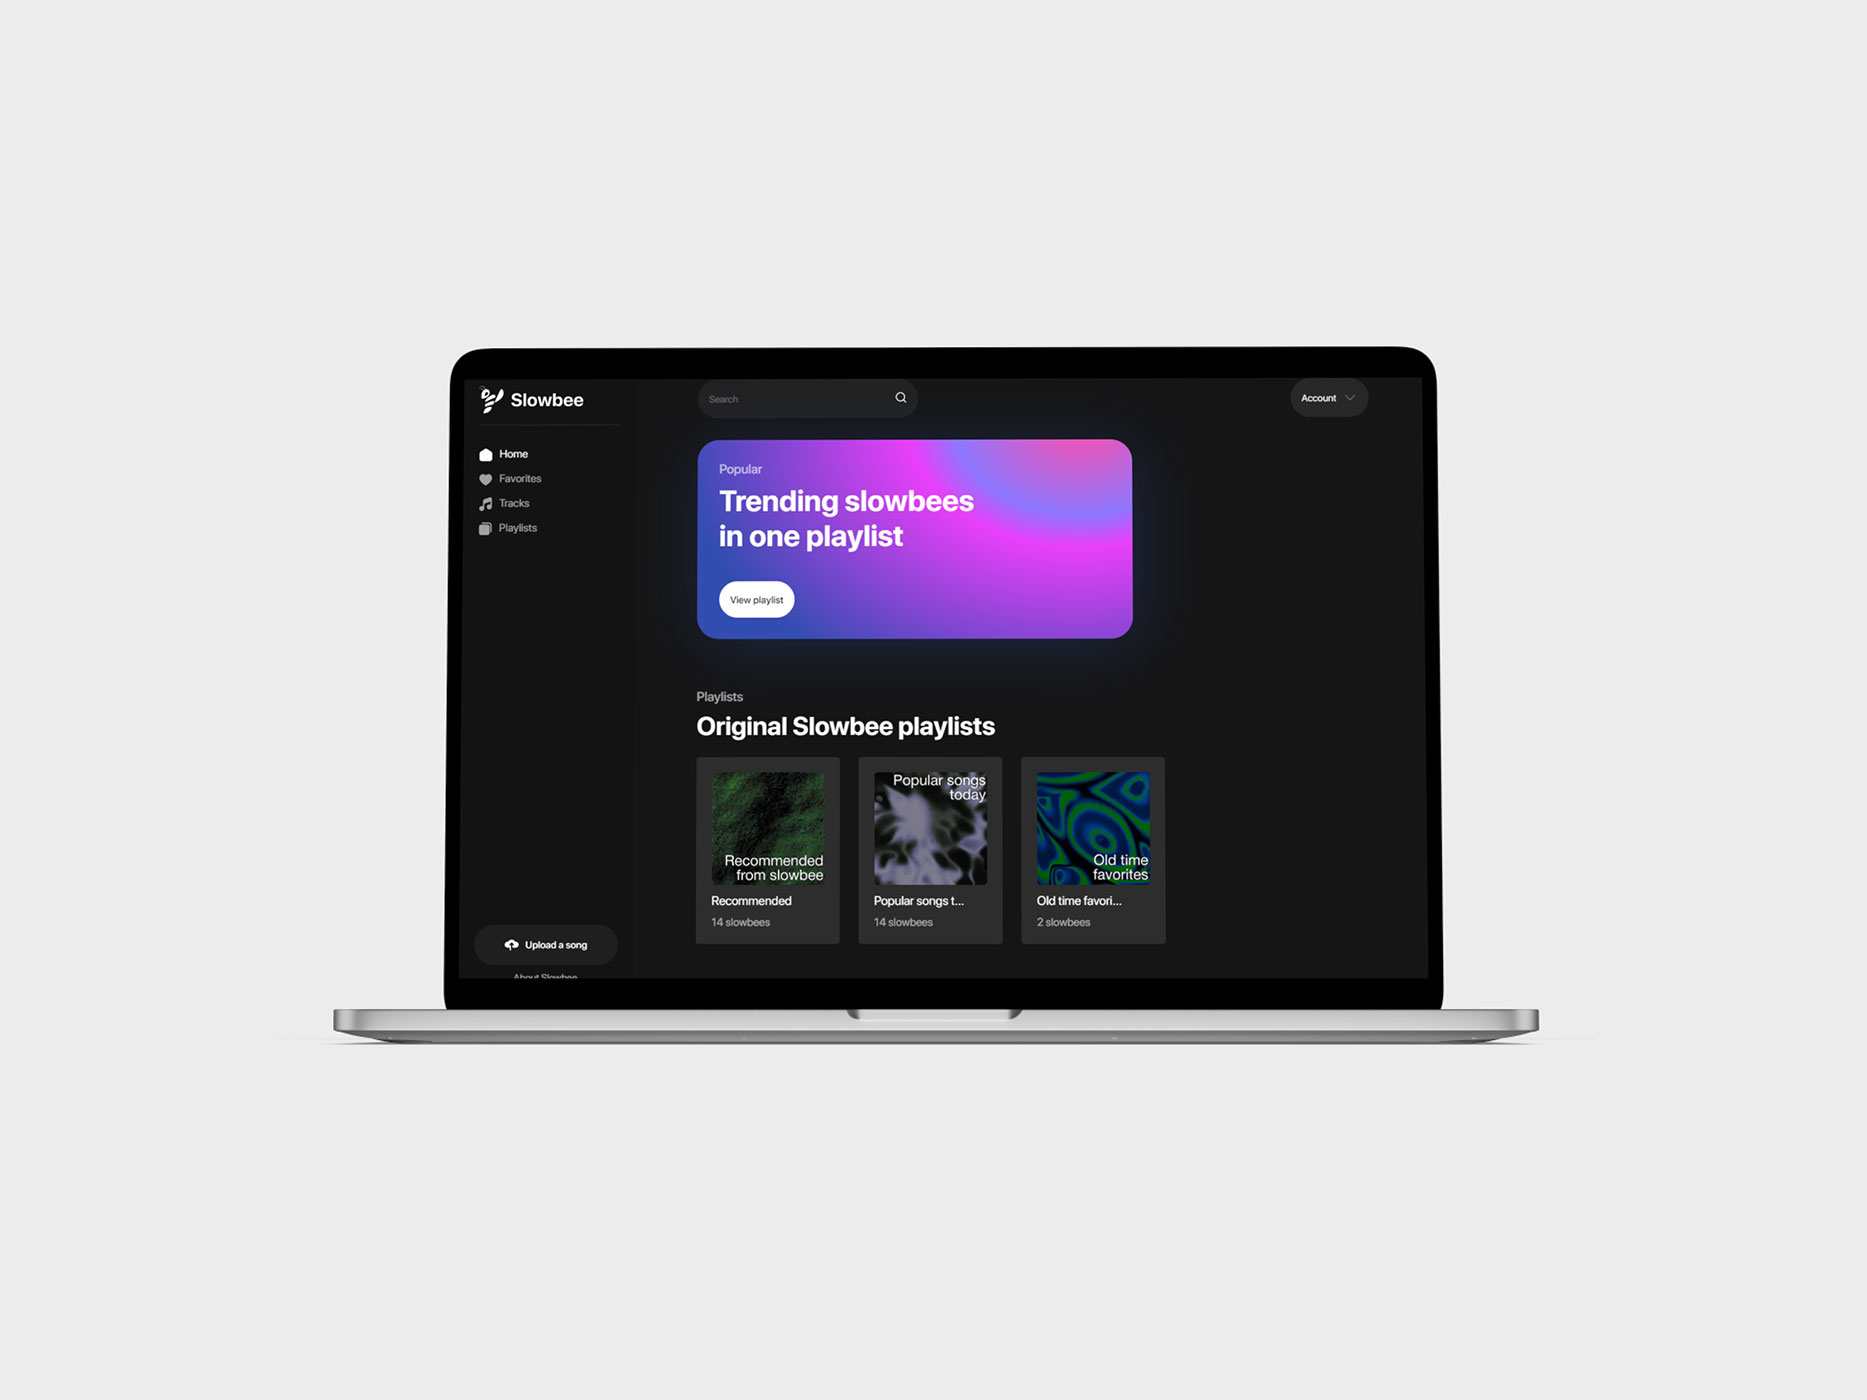 Slowbee
Search
Account
Home
Favorites
Tracks
Playlists
Popular
Trending slowbees
in one playlist
View playlist
Playlists
Original Slowbee playlists
Recommended
from slowbee
Recommended
14 slowbees
Popular songs
today
Popular songs t...
14 slowbees
Old time
favorites
Old time favori...
2 slowbees
Upload a song
About Slowbee